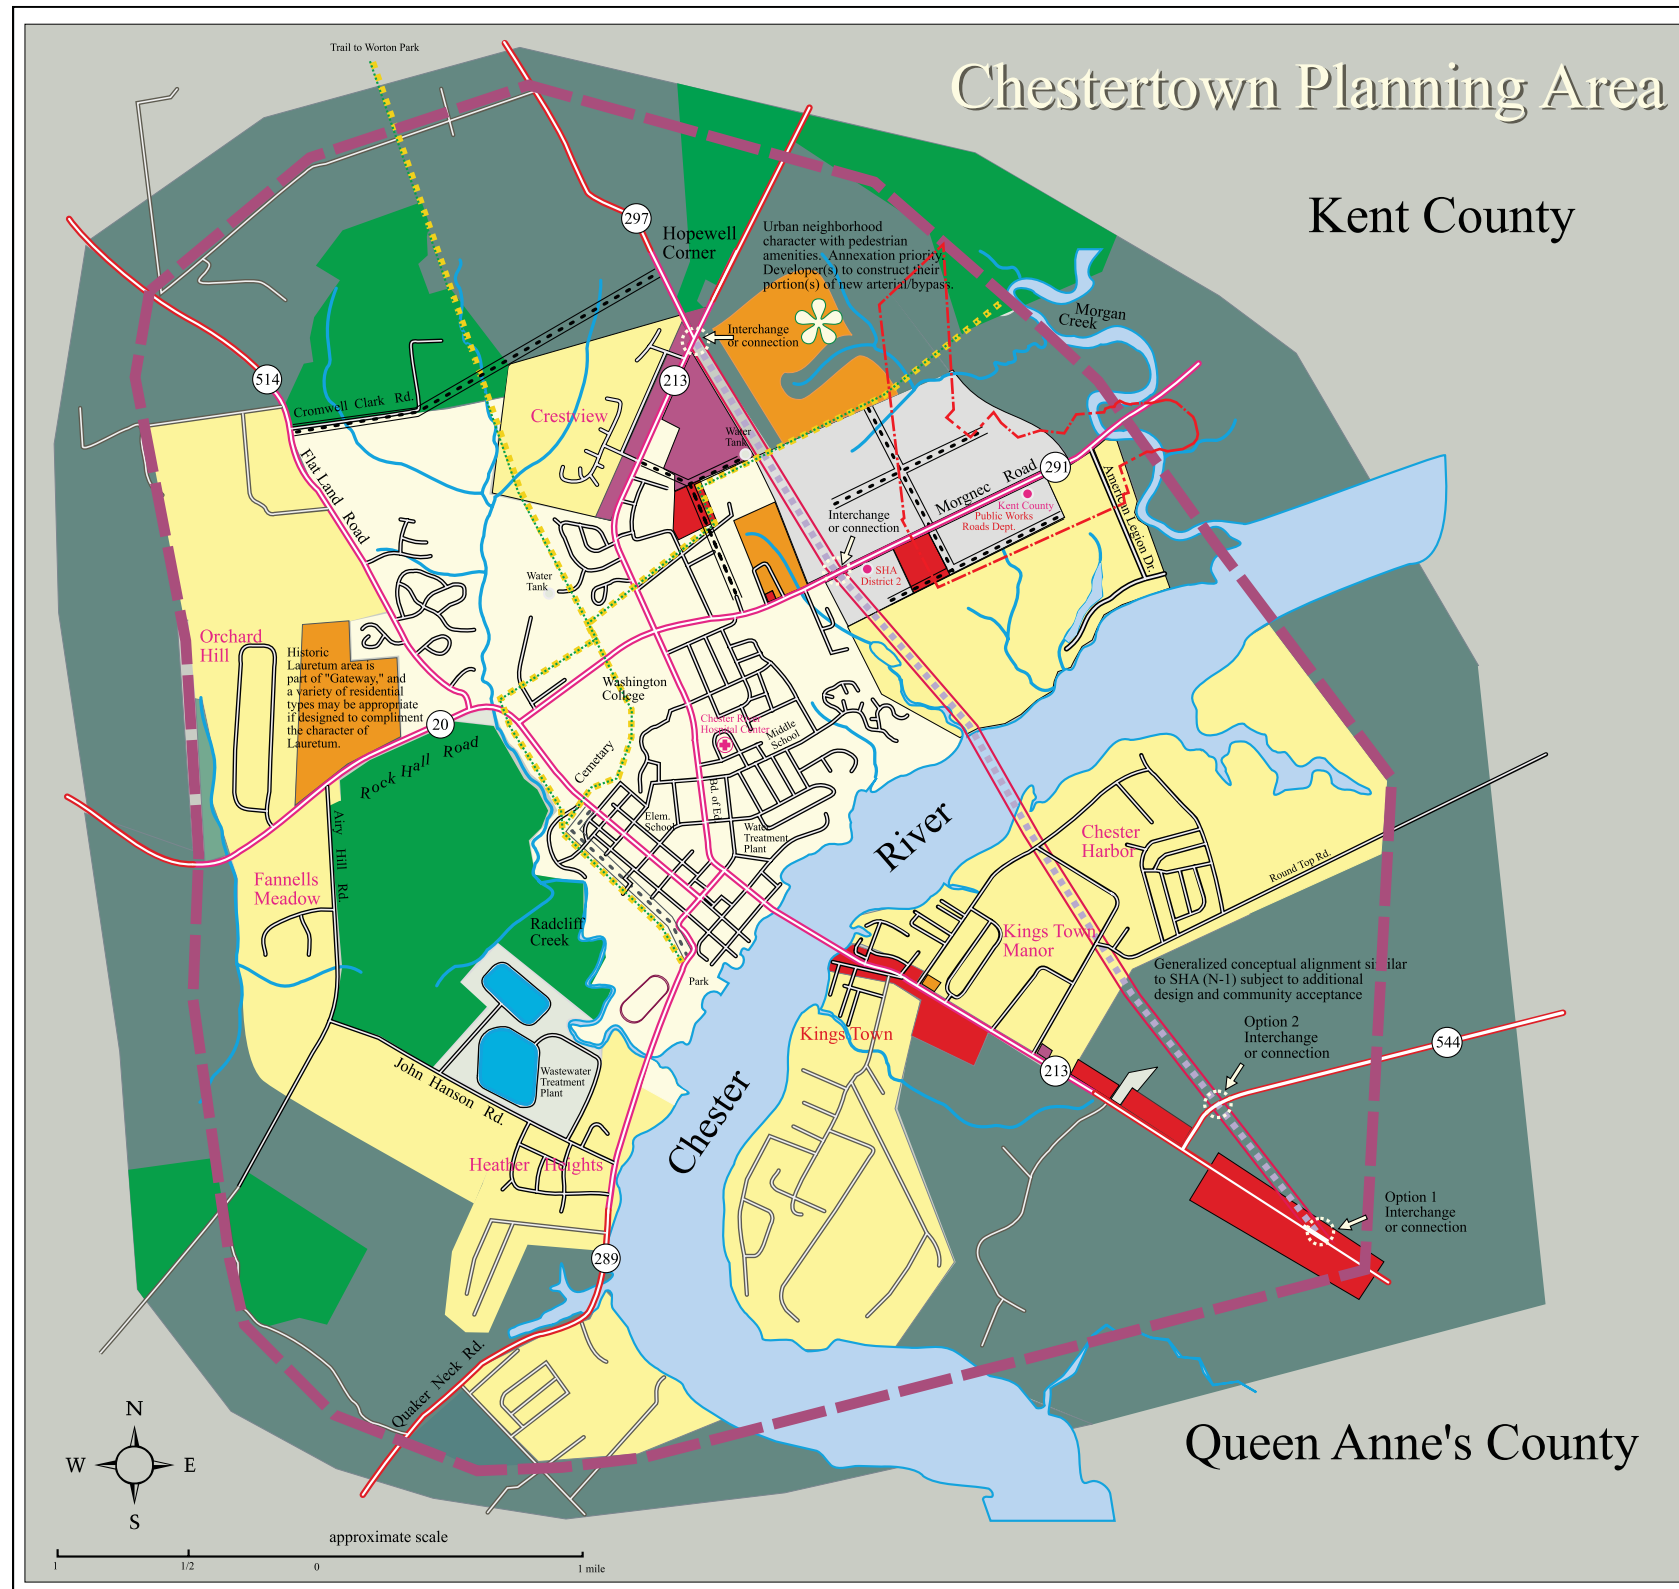 Trail to Worton Park
Chestertown Planning Area
Kent County
297
Hopewell
Corner
Urban neighborhood
character with pedestrian
amenities. Annexation priority.
Developer(s) to construct their
portion(s) of new arterial/bypass.
Morgan
Creek
Interchange
or connection
514
213
Cromwell Clark Rd.
Crestview
Water
Tank
Flat Land Road
291
Morgnec Road
American Legion Dr.
Kent County
Public Works
Roads Dept.
Interchange
or connection
SHA
District 2
Water
Tank
Orchard
Hill
Historic
Lauretum area is
part of "Gateway," and
a variety of residential
types may be appropriate
if designed to compliment
the character of
Lauretum.
Washington
College
20
Rock Hall Road
Chester River
Hospital Center
Middle
School
Cemetary
Bd. of Ed.
Elem.
School
Water
Treatment
Plant
Airy Hill Rd.
River
Chester
Harbor
Round Top Rd.
Fannells
Meadow
Radcliff
Creek
Kings Town
Manor
Park
Generalized conceptual alignment similar
to SHA (N-1) subject to additional
design and community acceptance
Kings Town
Option 2
Interchange
or connection
544
213
John Hanson Rd.
Wastewater
Treatment
Plant
Chester
Heather Heights
Option 1
Interchange
or connection
289
Quaker Neck Rd.
N
W E
S
Queen Anne's County
approximate scale
1 1/2 0 1 mile